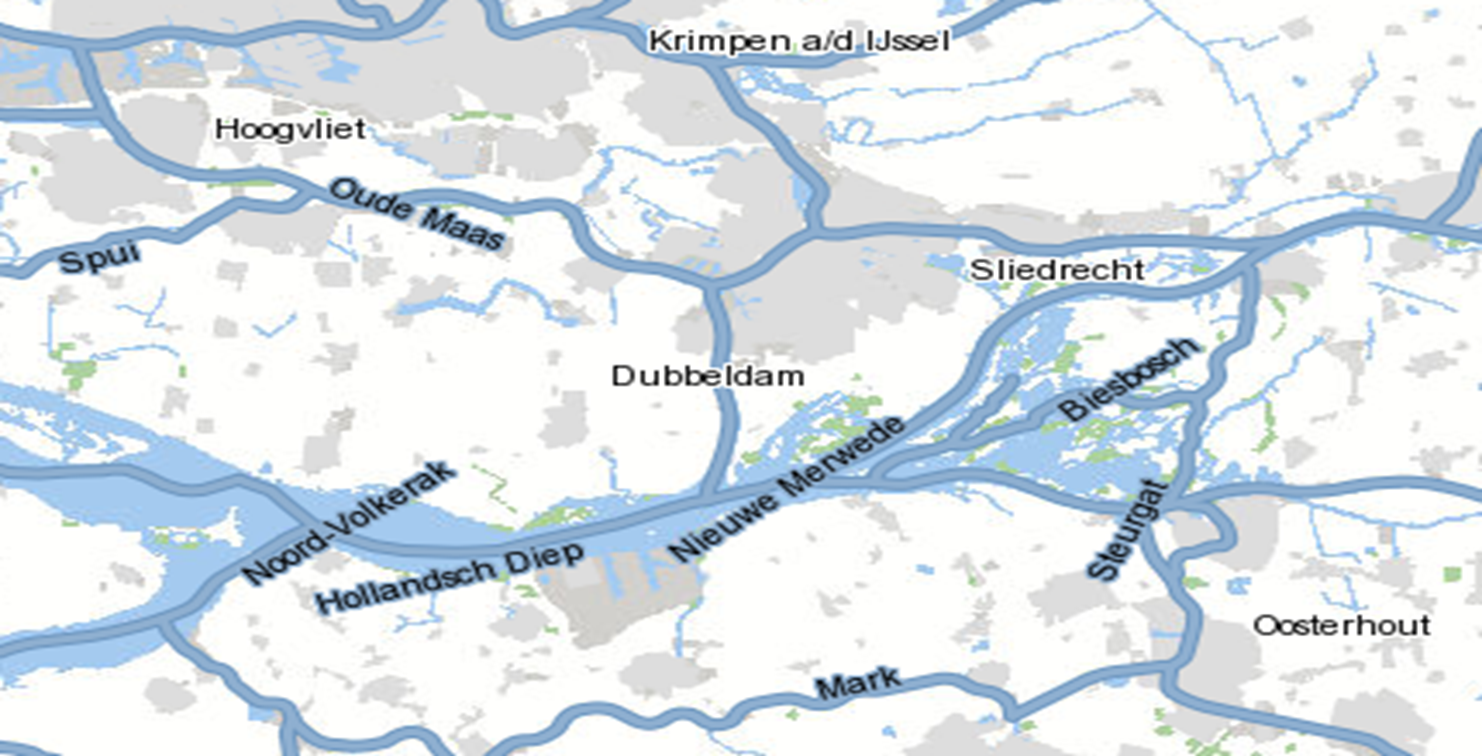 Krimpen a/d IJssel
Hoogvliet
Oude Maas
Spui
Sliedrecht
Dubbeldam
Biesbosch
Nieuwe Merwede
Noord-Volkerak
Steurgat
Hollandsch Diep
Oosterhout
Mark